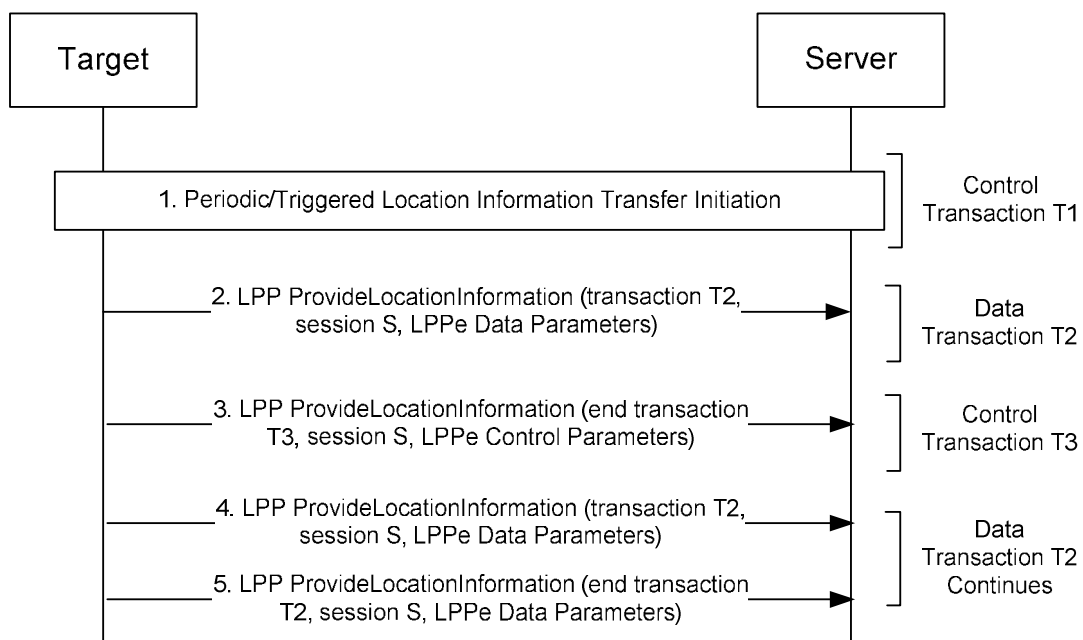 Target
Server
1. Periodic/Triggered Location Information Transfer Initiation
Control
Transaction T1
2. LPP ProvideLocationInformation (transaction T2,
session S, LPPe Data Parameters)
Data
Transaction T2
3. LPP ProvideLocationInformation (end transaction
T3, session S, LPPe Control Parameters)
Control
Transaction T3
4. LPP ProvideLocationInformation (transaction T2,
session S, LPPe Data Parameters)
5. LPP ProvideLocationInformation (end transaction
T2, session S, LPPe Data Parameters)
Data
Transaction T2
Continues